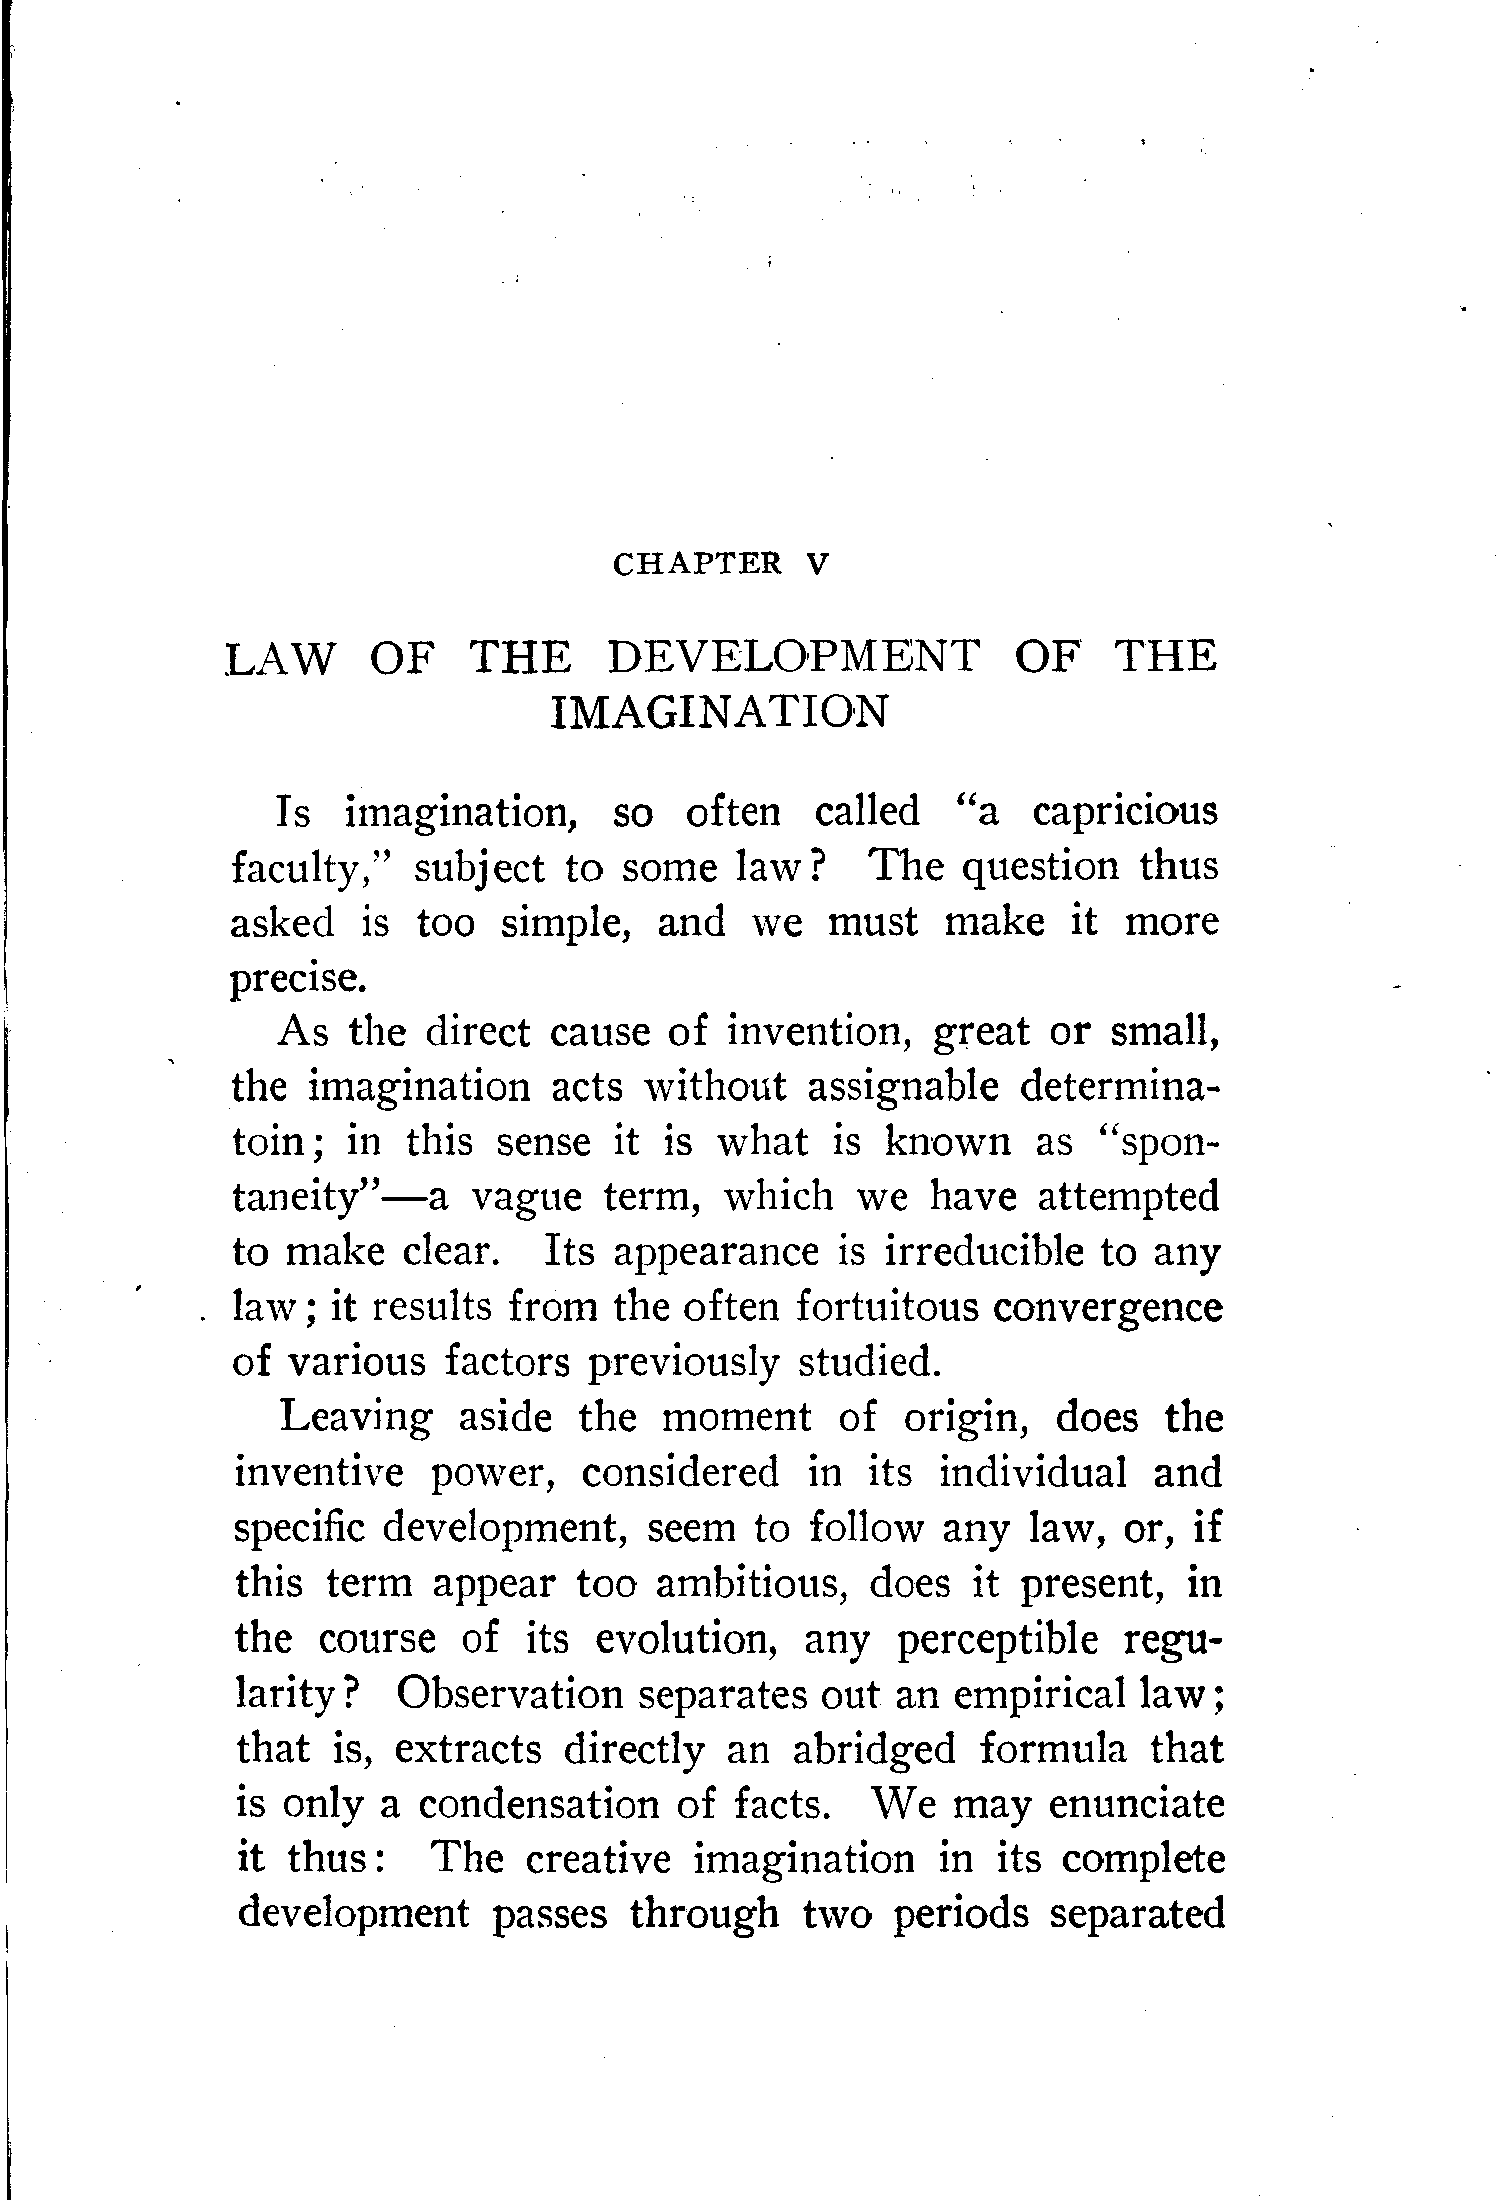 CHAPTER V
LAW OF THE DEVELOPMENT OF THE
IMAGINATION
Is imagination, so often called “a capricious
faculty,” subject to some law? The question thus
asked is too simple, and we must make it more
precise.
As the direct cause of invention, great or small,
the imagination acts without assignable determina-
toin; in this sense it is what is known as “spon-
taneity”—a vague term, which we have attempted
to make clear. Its appearance is irreducible to any
law; it results from the often fortuitous convergence
of various factors previously studied.
Leaving aside the moment of origin, does the
inventive power, considered in its individual and
specific development, seem to follow any law, or, if
this term appear too ambitious, does it present, in
the course of its evolution, any perceptible regu-
larity? Observation separates out an empirical law;
that is, extracts directly an abridged formula that
is only a condensation of facts. We may enunciate
it thus: The creative imagination in its complete
development passes through two periods separated